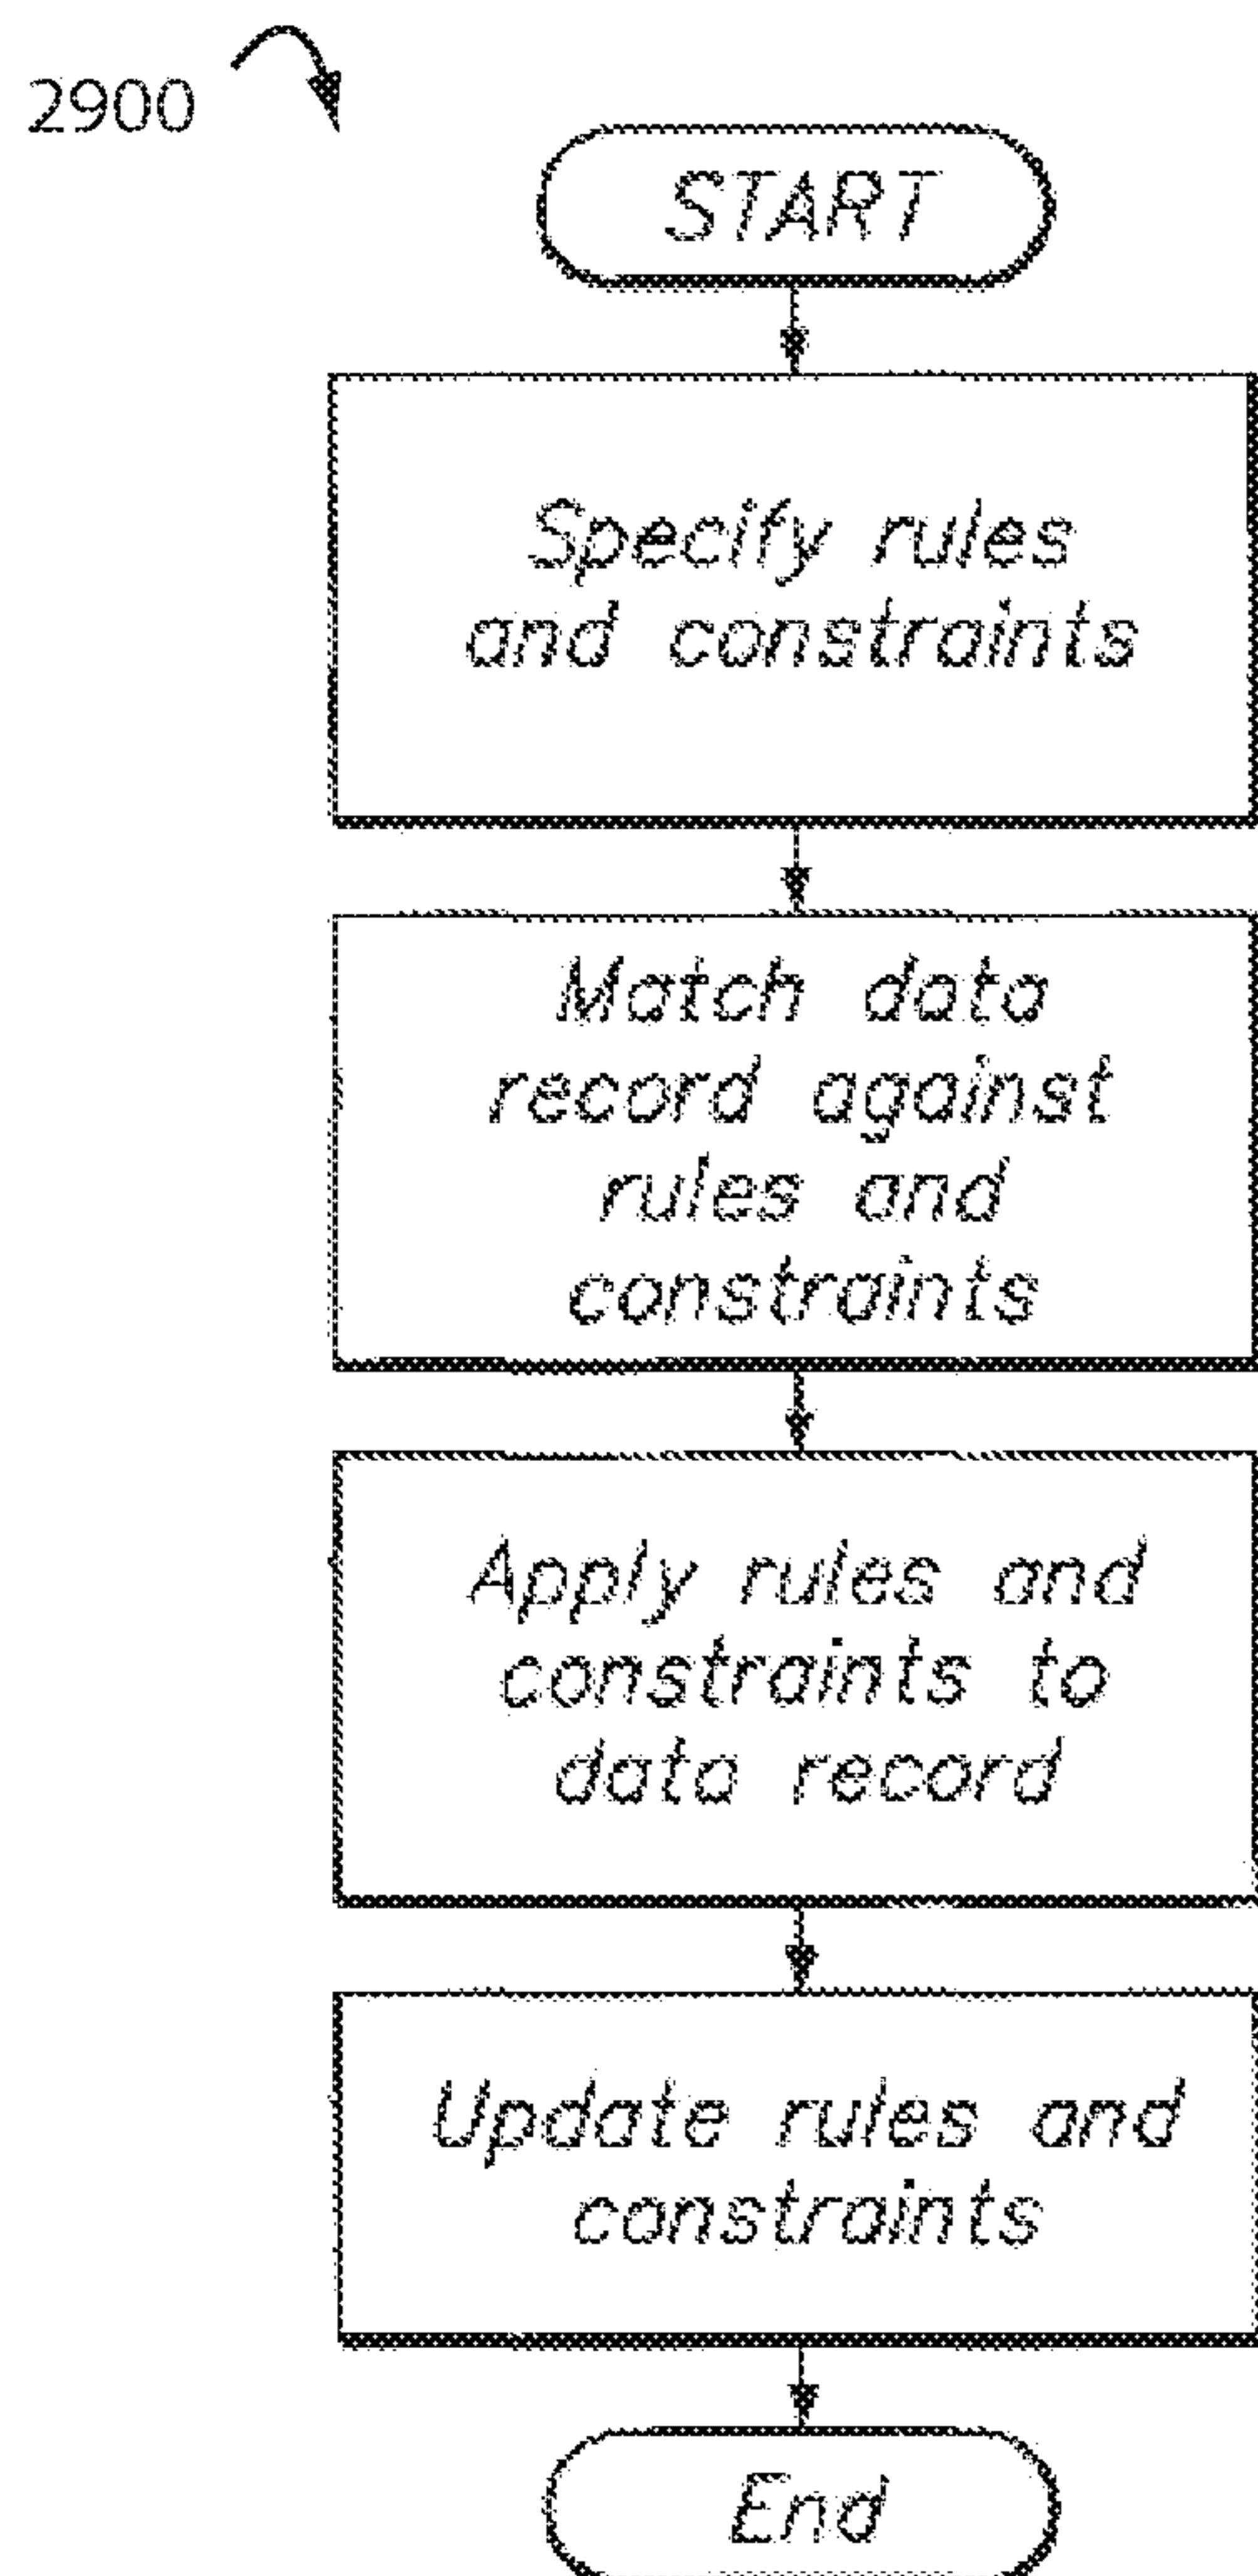 2900
START
Specify rules
and constraints
Match data
record against
rules and
constraints
Apply rules and
constraints to
data record
Update rules and
constraints
End